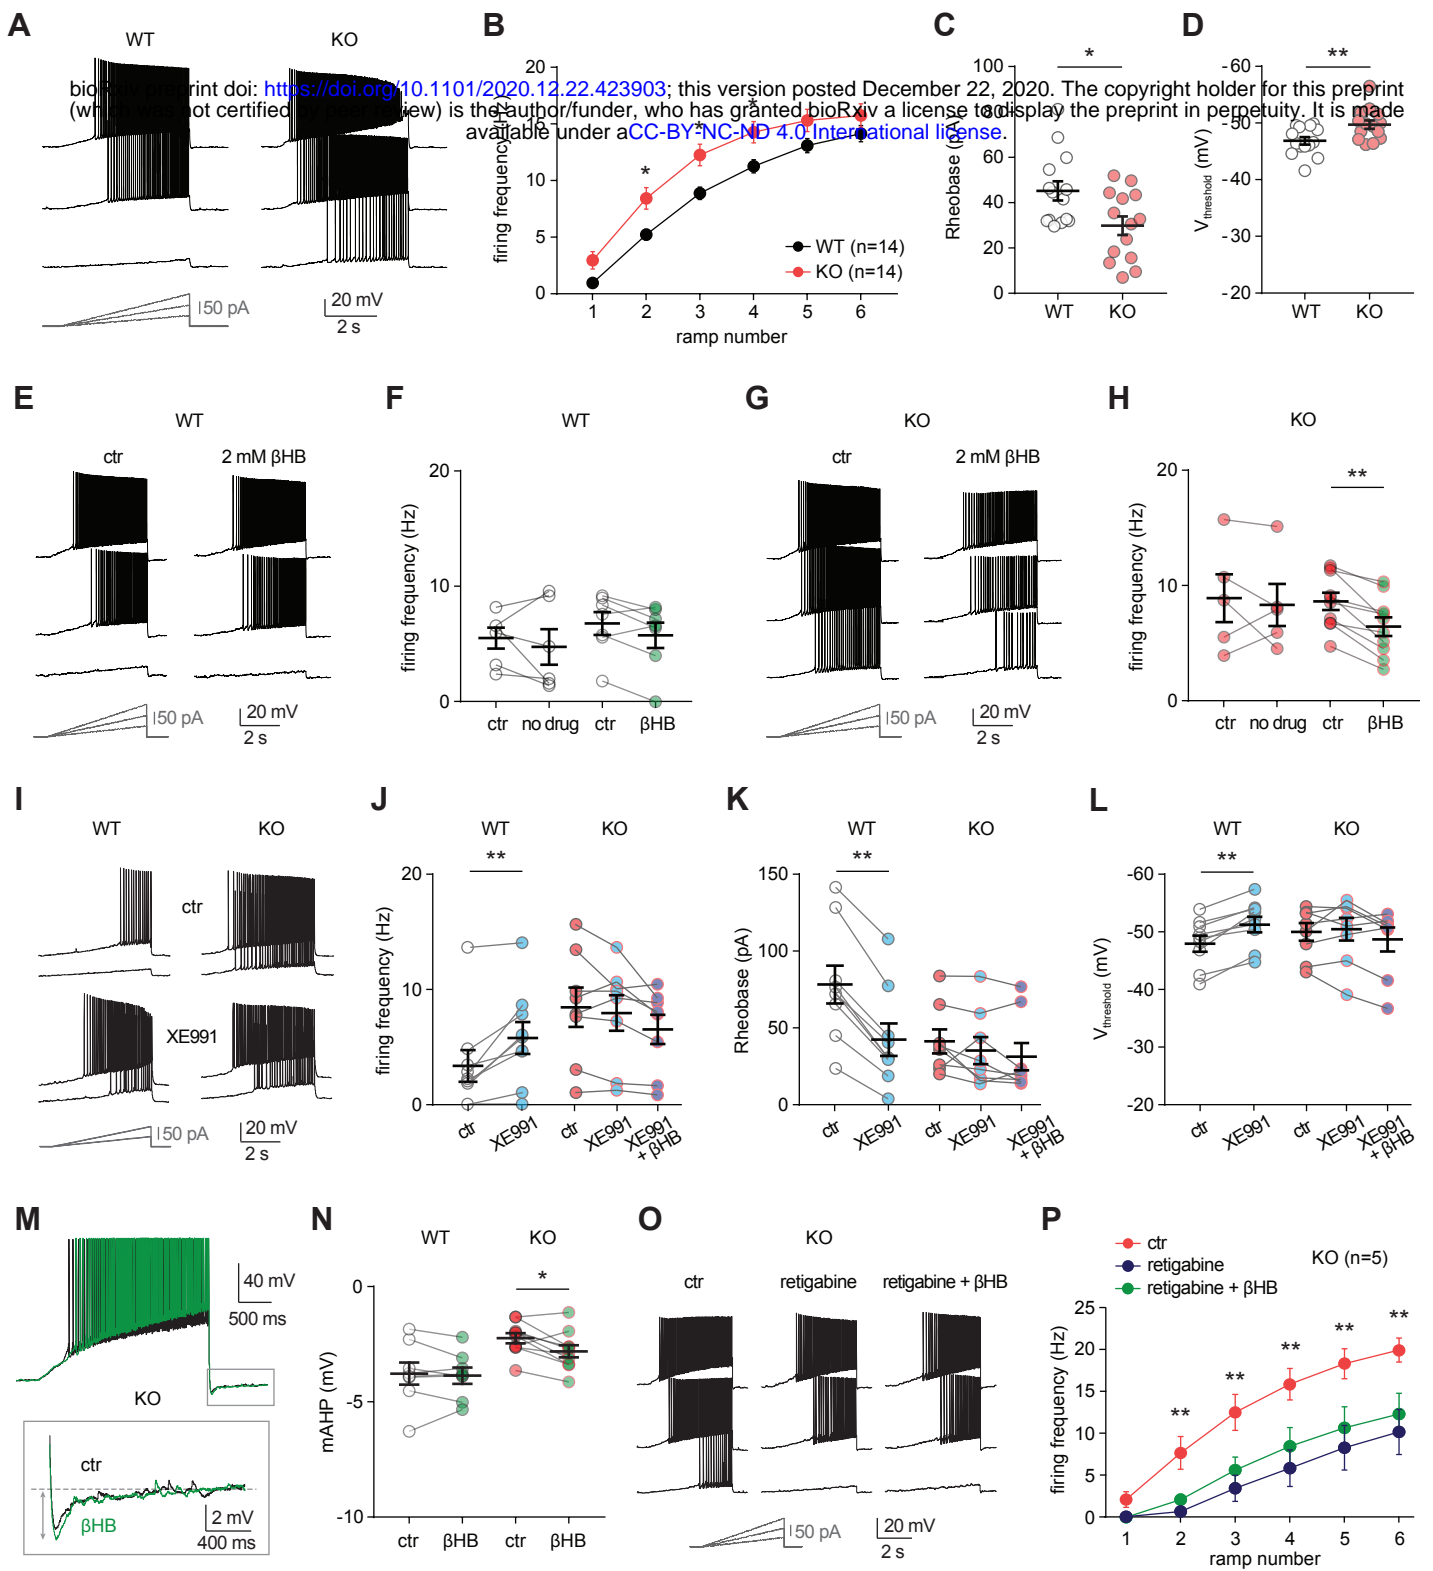 A
WT
KO
50 pA
20 mV
2 s
B
firing frequency (Hz)
20
15
10
5
0
WT (n=14)
KO (n=14)
* * *
1 2 3 4 5 6
ramp number
C
*
Rheobase (pA)
100
80
60
40
20
0
WT KO
D
**
Vthreshold (mV)
-60
-50
-40
-30
-20
WT KO
bioRxiv preprint doi: https://doi.org/10.1101/2020.12.22.423903; this version posted December 22, 2020. The copyright holder for this preprint
(which was not certified by peer review) is the author/funder, who has granted bioRxiv a license to display the preprint in perpetuity. It is made
available under aCC-BY-NC-ND 4.0 International license.
E
WT
ctr
2 mM βHB
50 pA
20 mV
2 s
F
WT
firing frequency (Hz)
20
10
0
ctr no drug ctr βHB
G
KO
ctr
2 mM βHB
50 pA
20 mV
2 s
H
KO
**
firing frequency (Hz)
20
10
0
ctr no drug ctr βHB
I
WT
KO
ctr
XE991
50 pA
20 mV
2 s
J
WT
KO
**
firing frequency (Hz)
20
10
0
ctr XE991 ctr XE991 XE991 + βHB
K
WT
KO
**
Rheobase (pA)
150
100
50
0
ctr XE991 ctr XE991 XE991 + βHB
L
WT
KO
**
Vthreshold (mV)
-60
-50
-40
-30
-20
ctr XE991 ctr XE991 XE991 + βHB
M
40 mV
500 ms
KO
ctr
βHB
2 mV
400 ms
N
WT
KO
*
mAHP (mV)
-0
-5
-10
ctr βHB ctr βHB
O
KO
ctr
retigabine
retigabine + βHB
50 pA
20 mV
2 s
P
ctr
retigabine
retigabine + βHB
KO (n=5)
firing frequency (Hz)
25
20
15
10
5
0
** ** ** ** **
1 2 3 4 5 6
ramp number